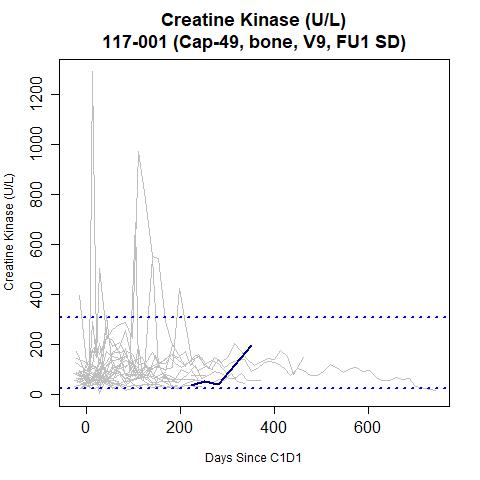 Creatine Kinase (U/L)
117-001 (Cap-49, bone, V9, FU1 SD)
Creatine Kinase (U/L)
1200
1000
800
600
400
200
0
0 200 400 600
Days Since C1D1